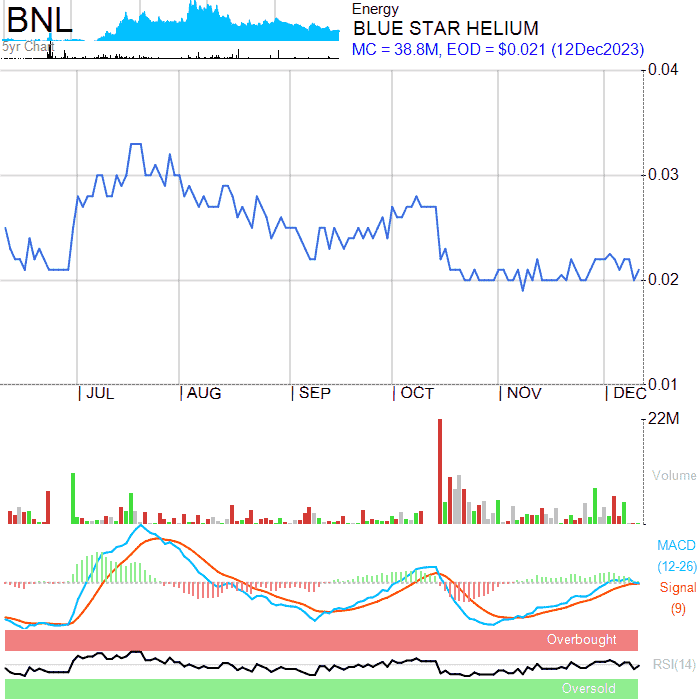 BNL
5yr Chart
Energy
BLUE STAR HELIUM
MC = 38.8M, EOD = $0.021 (12Dec2023)
0.04
0.03
0.02
0.01
JUL AUG SEP OCT NOV DEC
22M
Volume
MACD
(12-26)
Signal
(9)
Overbought
RSI(14)
Oversold